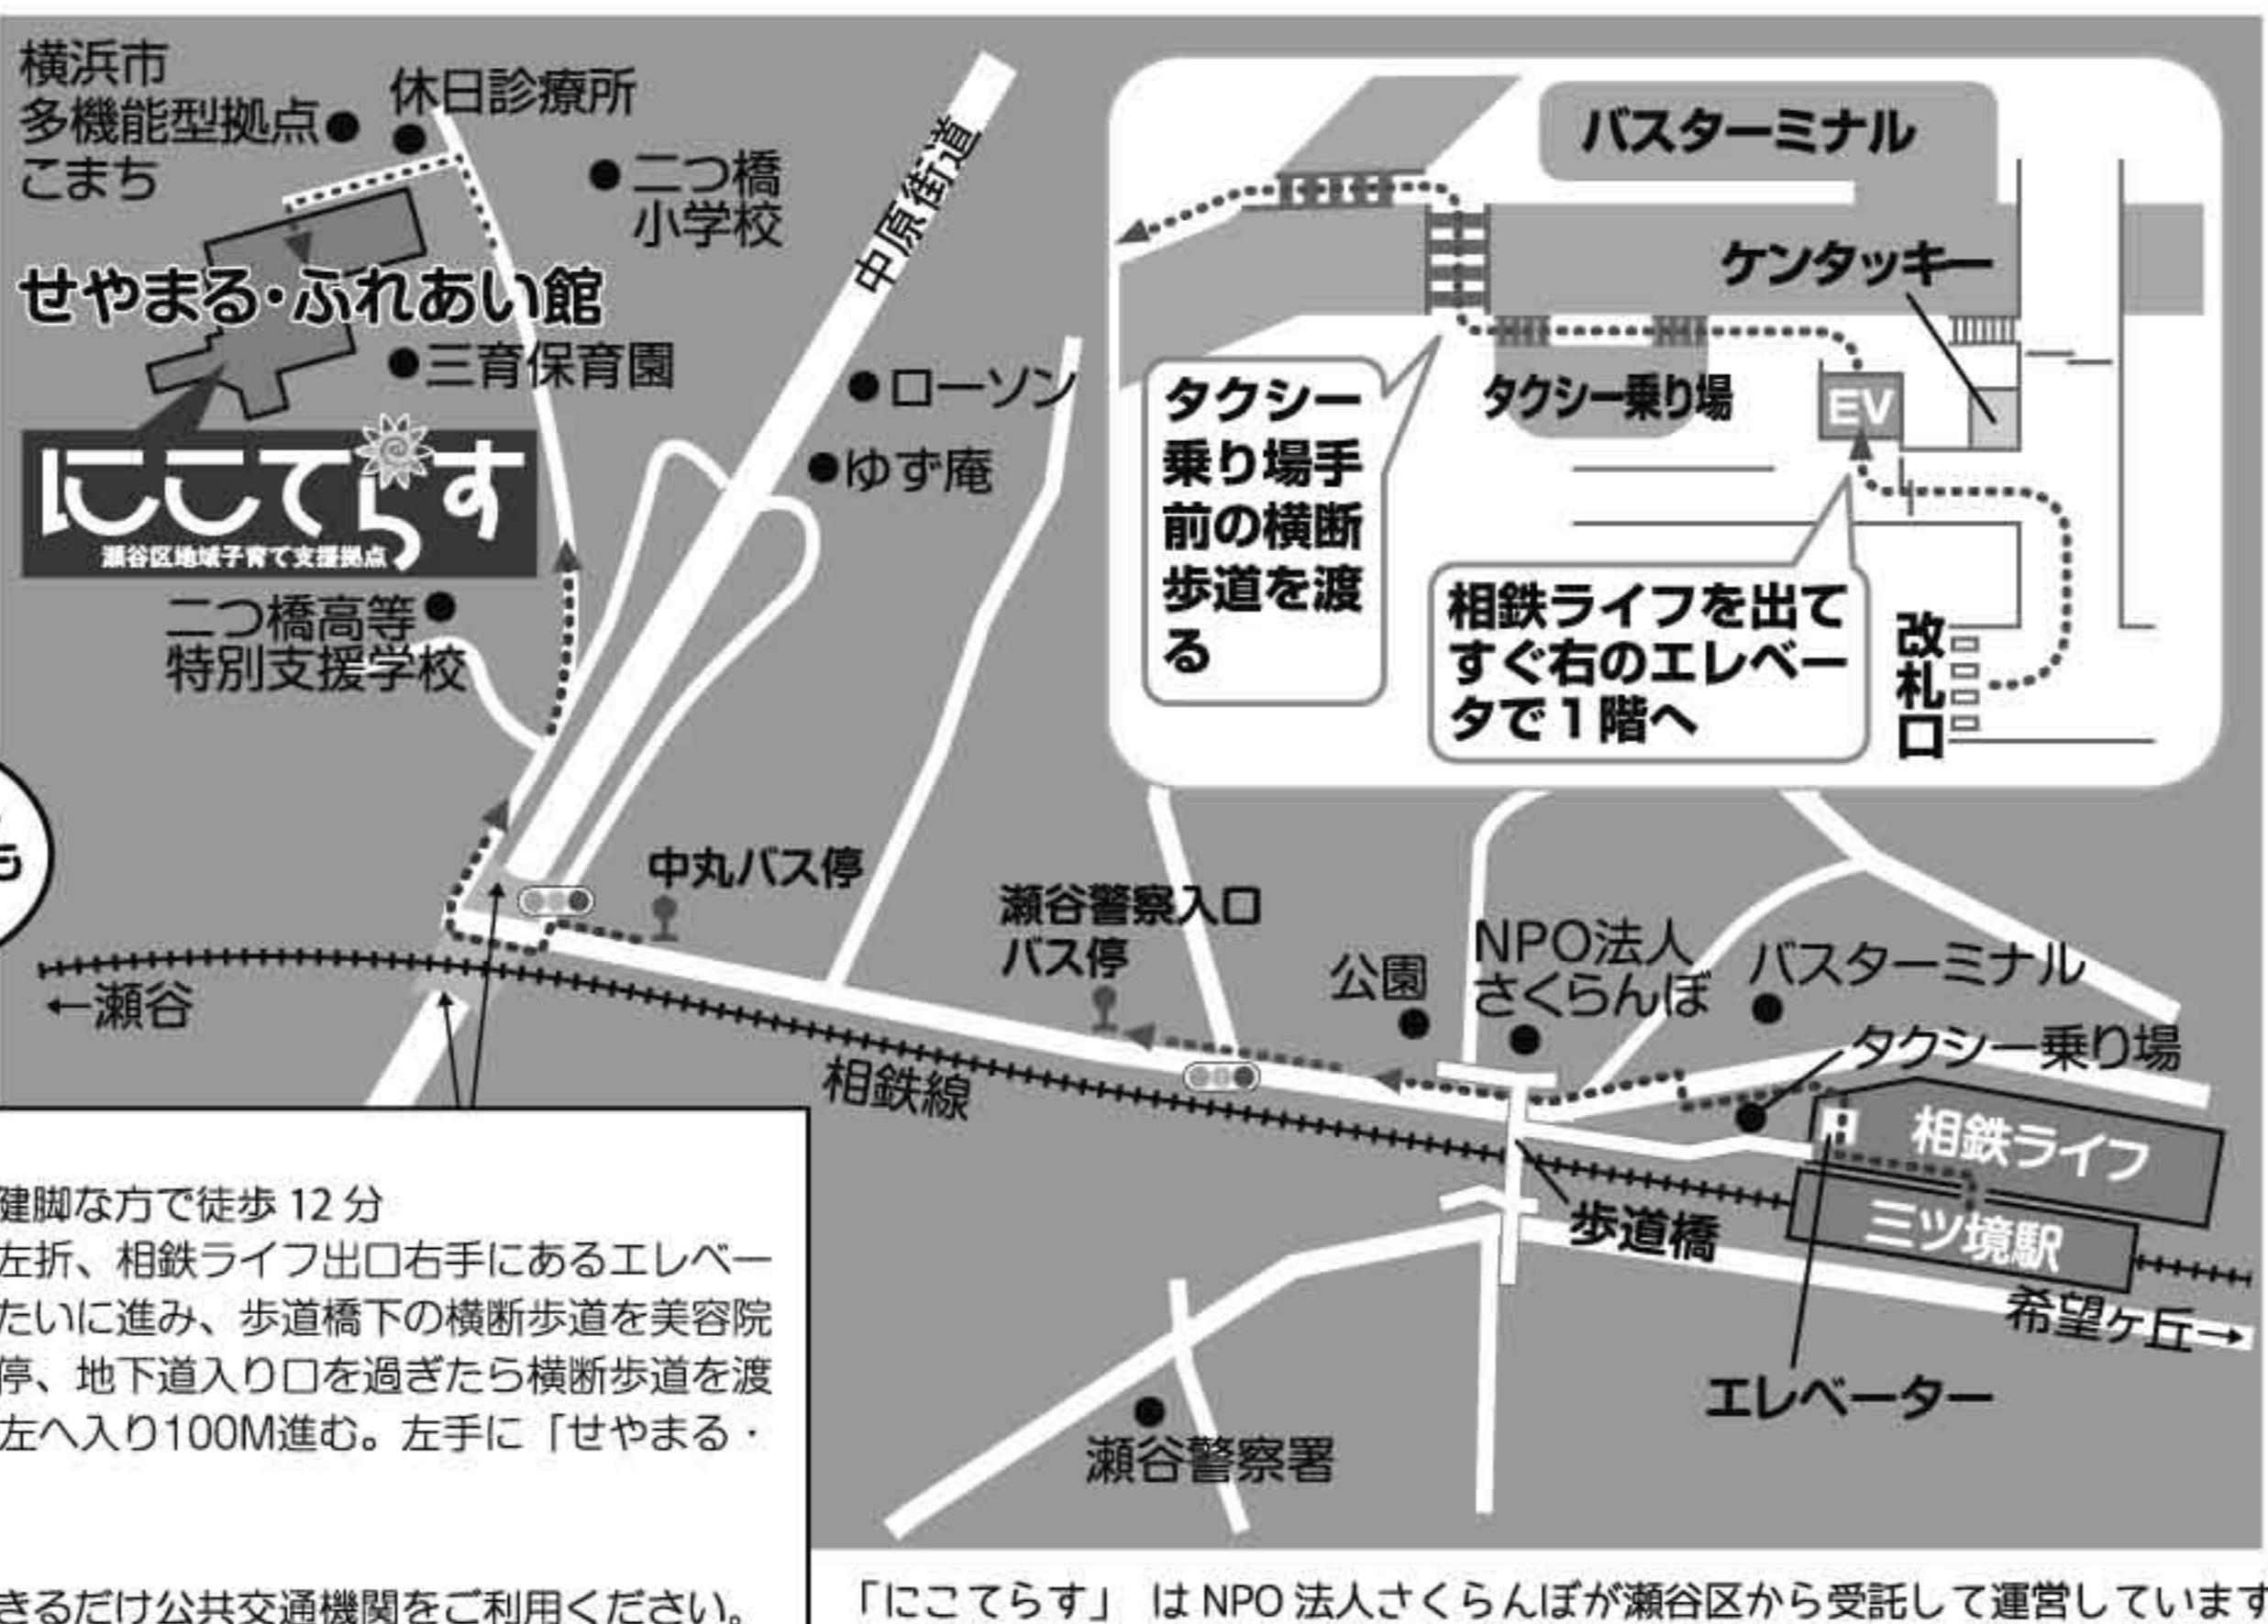 横浜市
多機能型拠点
こまち
休日診療所
二つ橋
小学校
中原街道
せやまる・ふれあい館
三育保育園
ローソン
ゆず庵
にこてらす
瀬谷区地域子育て支援拠点
二つ橋高等
特別支援学校
バスターミナル
ケンタッキー
タクシー乗り場
EV
タクシー
乗り場手
前の横断
歩道を渡
る
相鉄ライフを出て
すぐ右のエレベー
タで1階へ
改札口
も
中丸バス停
瀬谷警察入口
バス停
公園
NPO法人
さくらんぼ
バスターミナル
タクシー乗り場
←瀬谷
相鉄線
相鉄ライフ
三ツ境駅
歩道橋
希望ヶ丘→
エレベーター
瀬谷警察署
健脚な方で徒歩 12 分
左折、相鉄ライフ出口右手にあるエレベー
たいに進み、歩道橋下の横断歩道を美容院
停、地下道入り口を過ぎたら横断歩道を渡
左へ入り100M進む。左手に「せやまる・
きるだけ公共交通機関をご利用ください。
「にこてらす」 は NPO 法人さくらんぼが瀬谷区から受託して運営しています